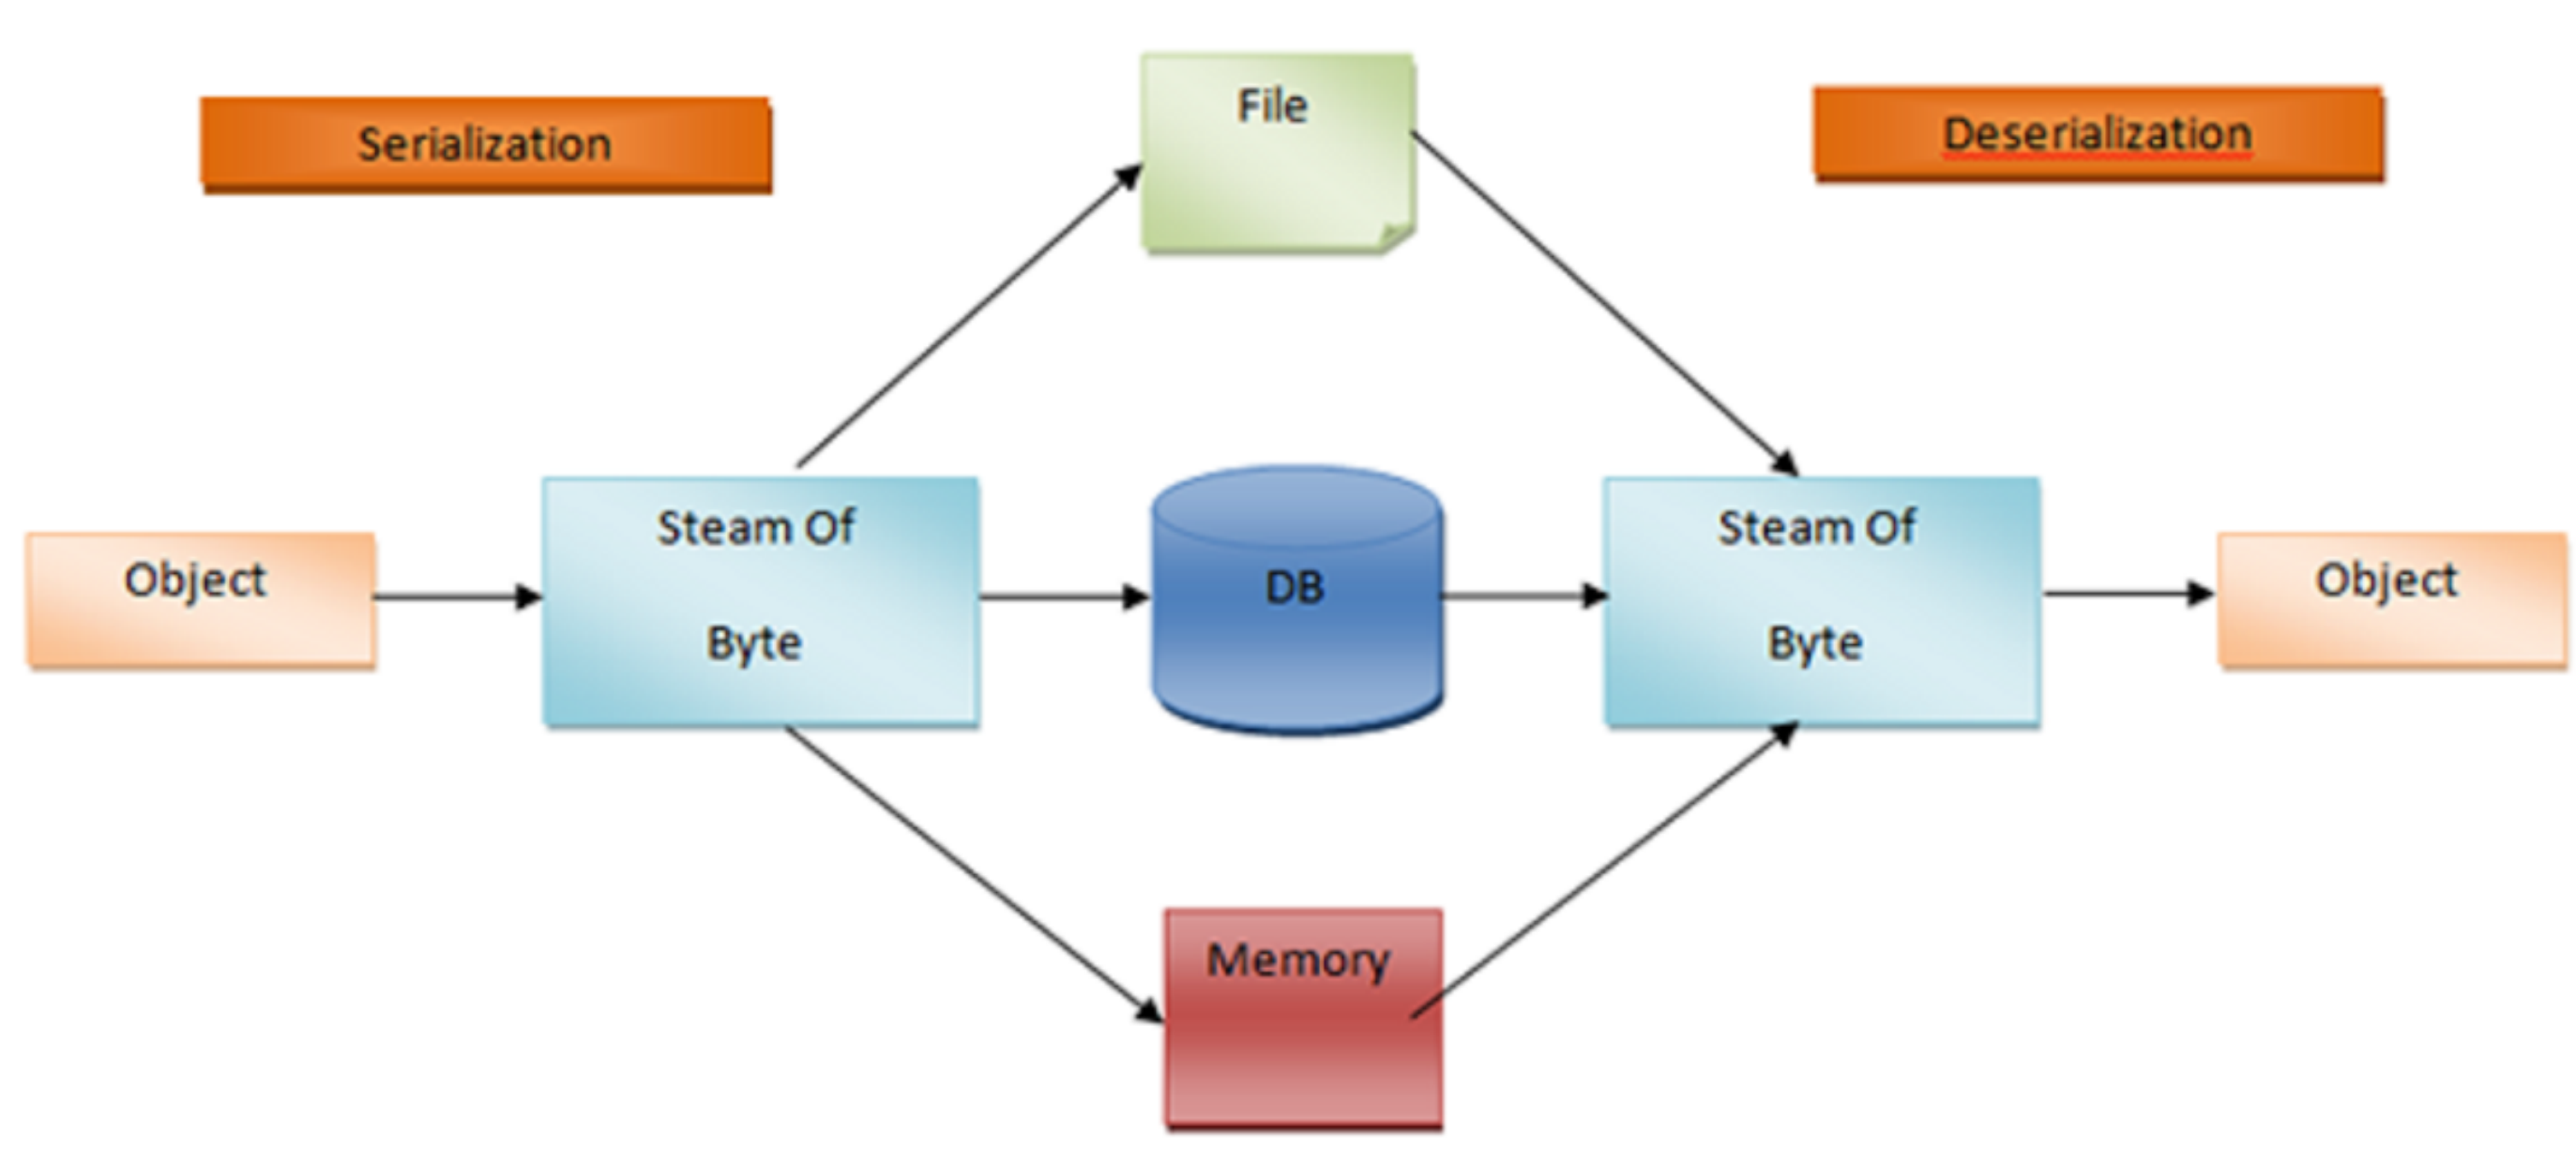 Serialization
File
Deserialization
Object
Steam Of
Byte
DB
Steam Of
Byte
Object
Memory